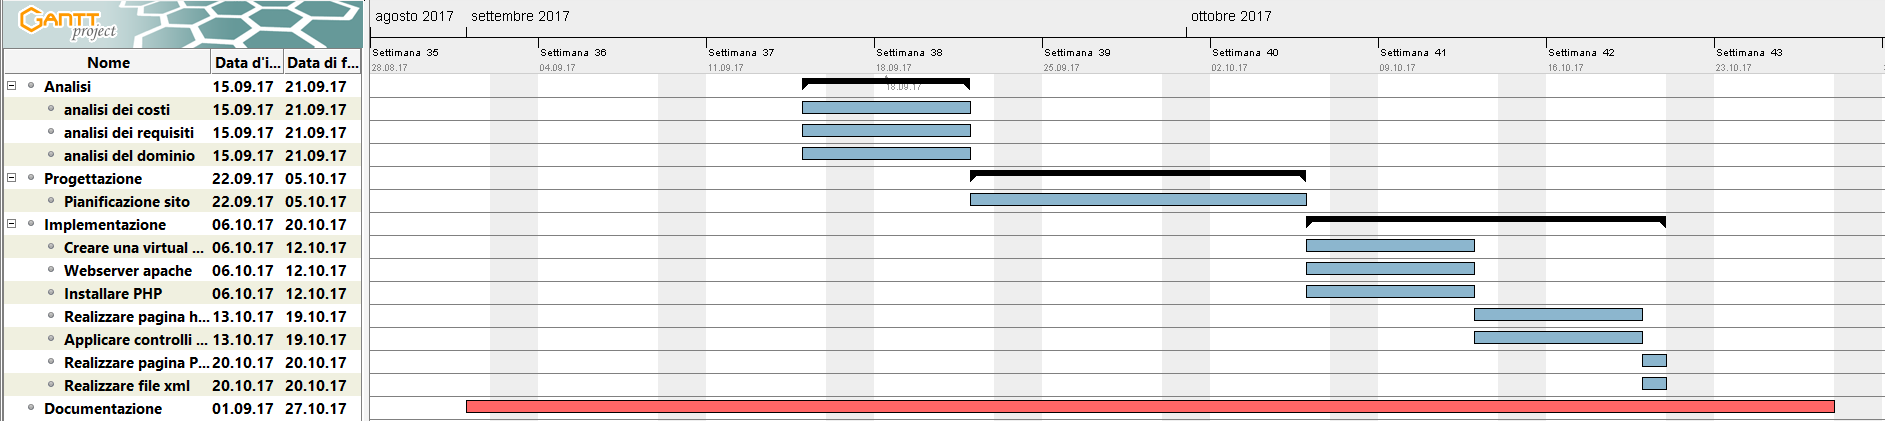 GANTT
project
agosto 2017 settembre 2017 ottobre 2017
Settimana 35 Settimana 36 Settimana 37 Settimana 38 Settimana 39 Settimana 40 Settimana 41 Settimana 42 Settimana 43
28.08.17 04.09.17 11.09.17 18.09.17 25.09.17 02.10.17 09.10.17 16.10.17 23.10.17
Nome Data d'i... Data di f...
Analisi 15.09.17 21.09.17 18.09.17
analisi dei costi 15.09.17 21.09.17
analisi dei requisiti 15.09.17 21.09.17
analisi del dominio 15.09.17 21.09.17
Progettazione 22.09.17 05.10.17
Pianificazione sito 22.09.17 05.10.17
Implementazione 06.10.17 20.10.17
Creare una virtual ... 06.10.17 12.10.17
Webserver apache 06.10.17 12.10.17
Installare PHP 06.10.17 12.10.17
Realizzare pagina h... 13.10.17 19.10.17
Applicare controlli ... 13.10.17 19.10.17
Realizzare pagina P... 20.10.17 20.10.17
Realizzare file xml 20.10.17 20.10.17
Documentazione 01.09.17 27.10.17